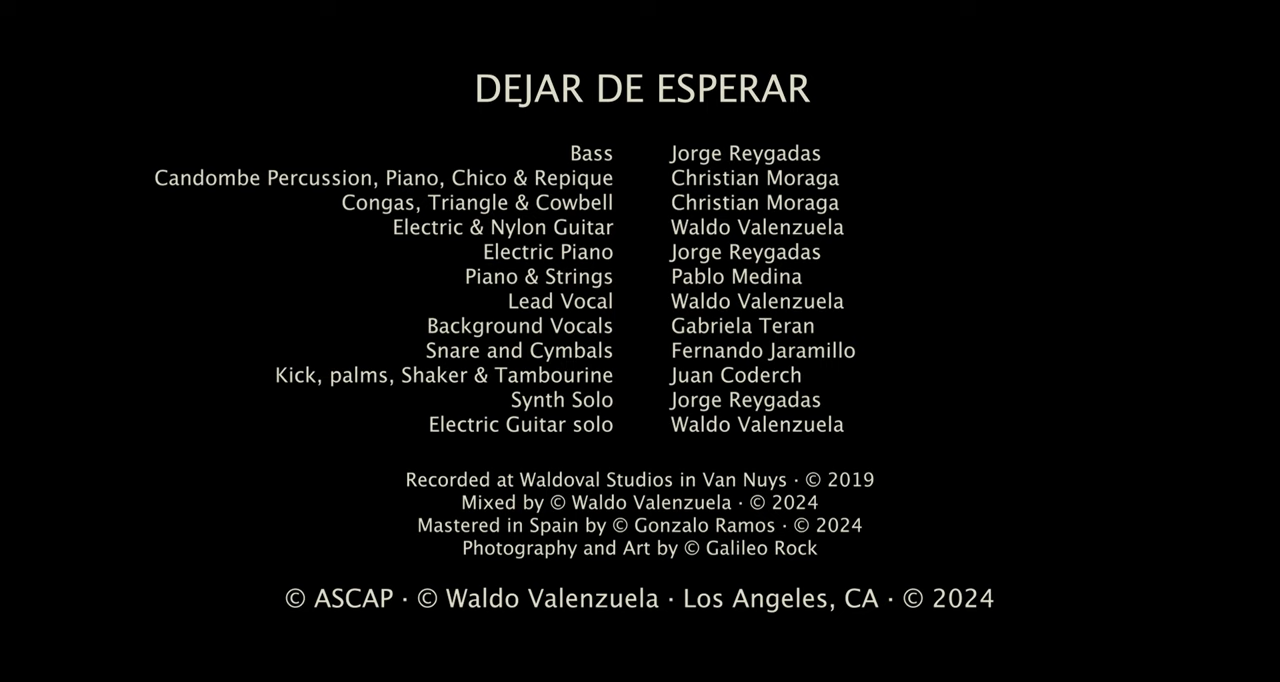 DEJAR DE ESPERAR
Bass Jorge Reygadas
Candombe Percussion, Piano, Chico & Repique Christian Moraga
Congas, Triangle & Cowbell Christian Moraga
Electric & Nylon Guitar Waldo Valenzuela
Electric Piano Jorge Reygadas
Piano & Strings Pablo Medina
Lead Vocal Waldo Valenzuela
Background Vocals Gabriela Teran
Snare and Cymbals Fernando Jaramillo
Kick, palms, Shaker & Tambourine Juan Coderch
Synth Solo Jorge Reygadas
Electric Guitar solo Waldo Valenzuela
Recorded at Waldoval Studios in Van Nuys · © 2019
Mixed by © Waldo Valenzuela · © 2024
Mastered in Spain by © Gonzalo Ramos · © 2024
Photography and Art by © Galileo Rock
© ASCAP · © Waldo Valenzuela · Los Angeles, CA · © 2024